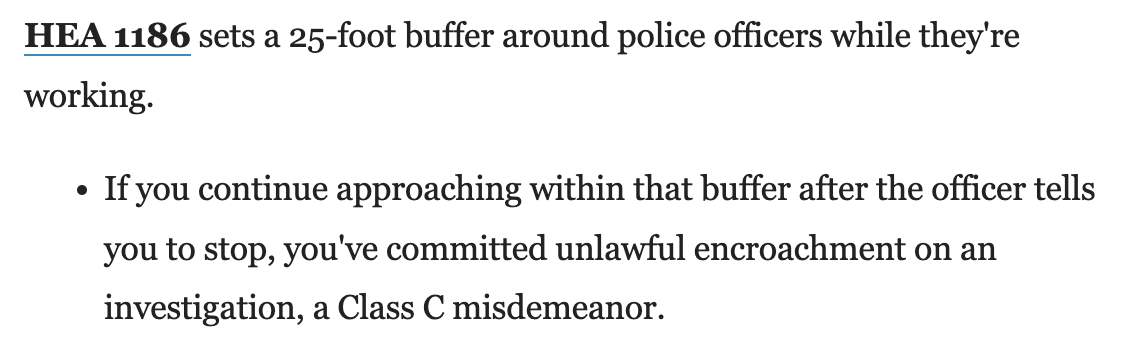 HEA 1186 sets a 25-foot buffer around police officers while they're
working.
• If you continue approaching within that buffer after the officer tells
you to stop, you've committed unlawful encroachment on an
investigation, a Class C misdemeanor.